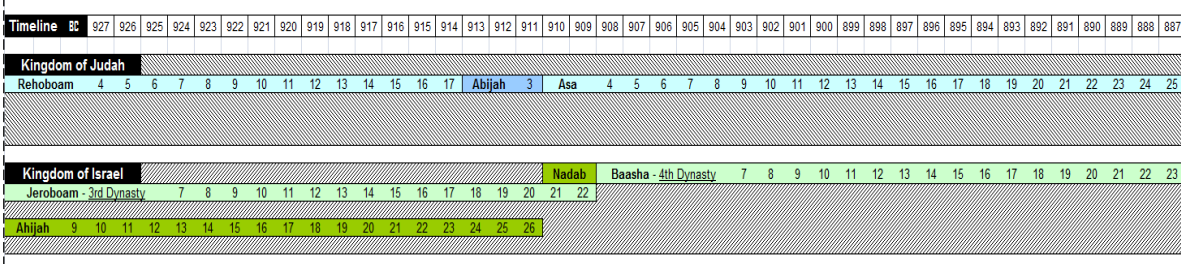 Timeline BC 927 926 925 924 923 922 921 920 919 918 917 916 915 914 913 912 911 910 909 908 907 906 905 904 903 902 901 900 899 898 897 896 895 894 893 892 891 890 889 888 887
Kingdom of Judah
Rehoboam 4 5 6 7 8 9 10 11 12 13 14 15 16 17 Abijah 3 Asa 4 5 6 7 8 9 10 11 12 13 14 15 16 17 18 19 20 21 22 23 24 25
Kingdom of Israel Nadab Baasha - 4th Dynasty 7 8 9 10 11 12 13 14 15 16 17 18 19 20 21 22 23
Jeroboam - 3rd Dynasty 7 8 9 10 11 12 13 14 15 16 17 18 19 20 21 22
Ahijah 9 10 11 12 13 14 15 16 17 18 19 20 21 22 23 24 25 26